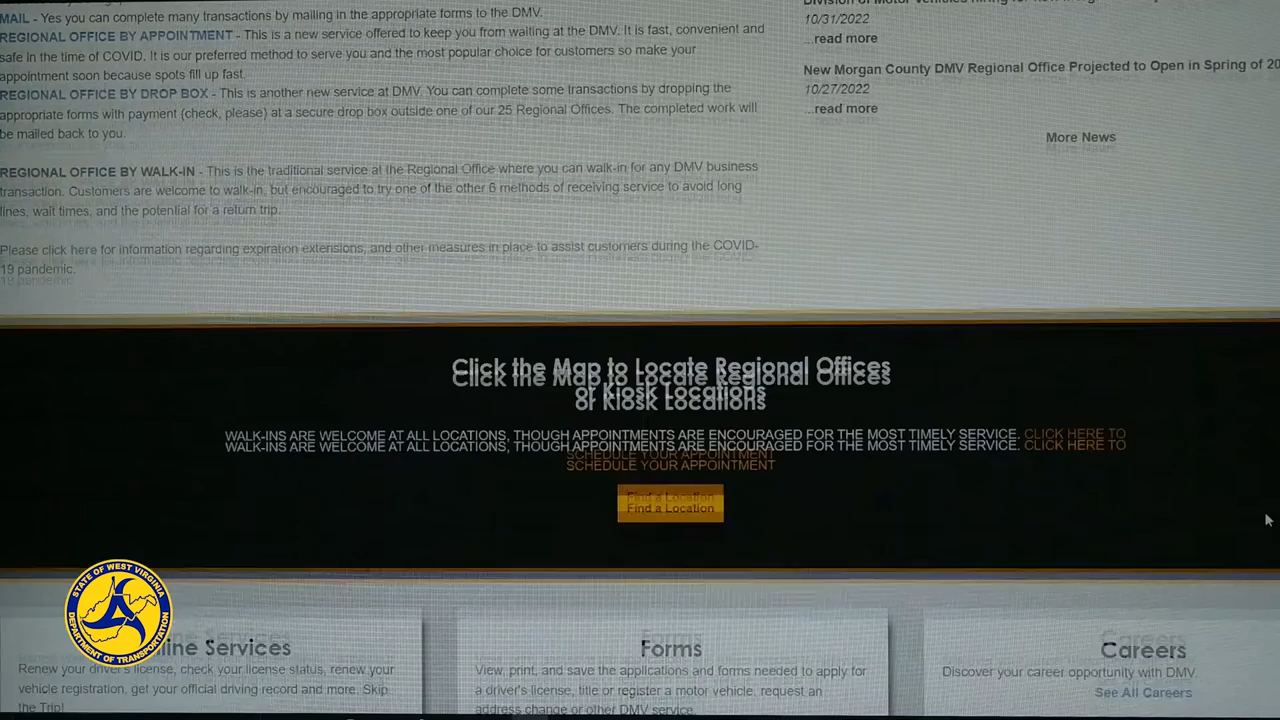 MAIL - Yes you can complete many transactions by mailing in the appropriate forms to the DMV.
REGIONAL OFFICE BY APPOINTMENT - This is a new service offered to keep you from waiting at the DMV. It is fast, convenient and
safe in the time of COVID. It is our preferred method to serve you and the most popular choice for customers so make your
appointment soon because spots fill up fast.
REGIONAL OFFICE BY DROP BOX - This is another new service at DMV. You can complete some transactions by dropping the
appropriate forms with payment (check, please) at a secure drop box outside one of our 25 Regional Offices. The completed work will
be mailed back to you.
REGIONAL OFFICE BY WALK-IN - This is the traditional service at the Regional Office where you can walk-in for any DMV business
transaction. Customers are welcome to walk-in, but encouraged to try one of the other 6 methods of receiving service to avoid long
lines, wait times, and the potential for a return trip.
Please click here for information regarding expiration extensions, and other measures in place to assist customers during the COVID-
19 pandemic.
10/31/2022
...read more
New Morgan County DMV Regional Office Projected to Open in Spring of 20
10/27/2022
...read more
More News
Click the Map to Locate Regional Offices
or Kiosk Locations
WALK-INS ARE WELCOME AT ALL LOCATIONS, THOUGH APPOINTMENTS ARE ENCOURAGED FOR THE MOST TIMELY SERVICE. CLICK HERE TO
SCHEDULE YOUR APPOINTMENT
Find a Location
STATE OF WEST VIRGINIA
DEPARTMENT OF TRANSPORTATION
ine Services
Renew your driver's license, check your license status, renew your
vehicle registration, get your official driving record and more. Skip
the Trip!
Forms
View, print, and save the applications and forms needed to apply for
a driver's license, title or register a motor vehicle, request an
address change or other DMV service.
Careers
Discover your career opportunity with DMV.
See All Careers